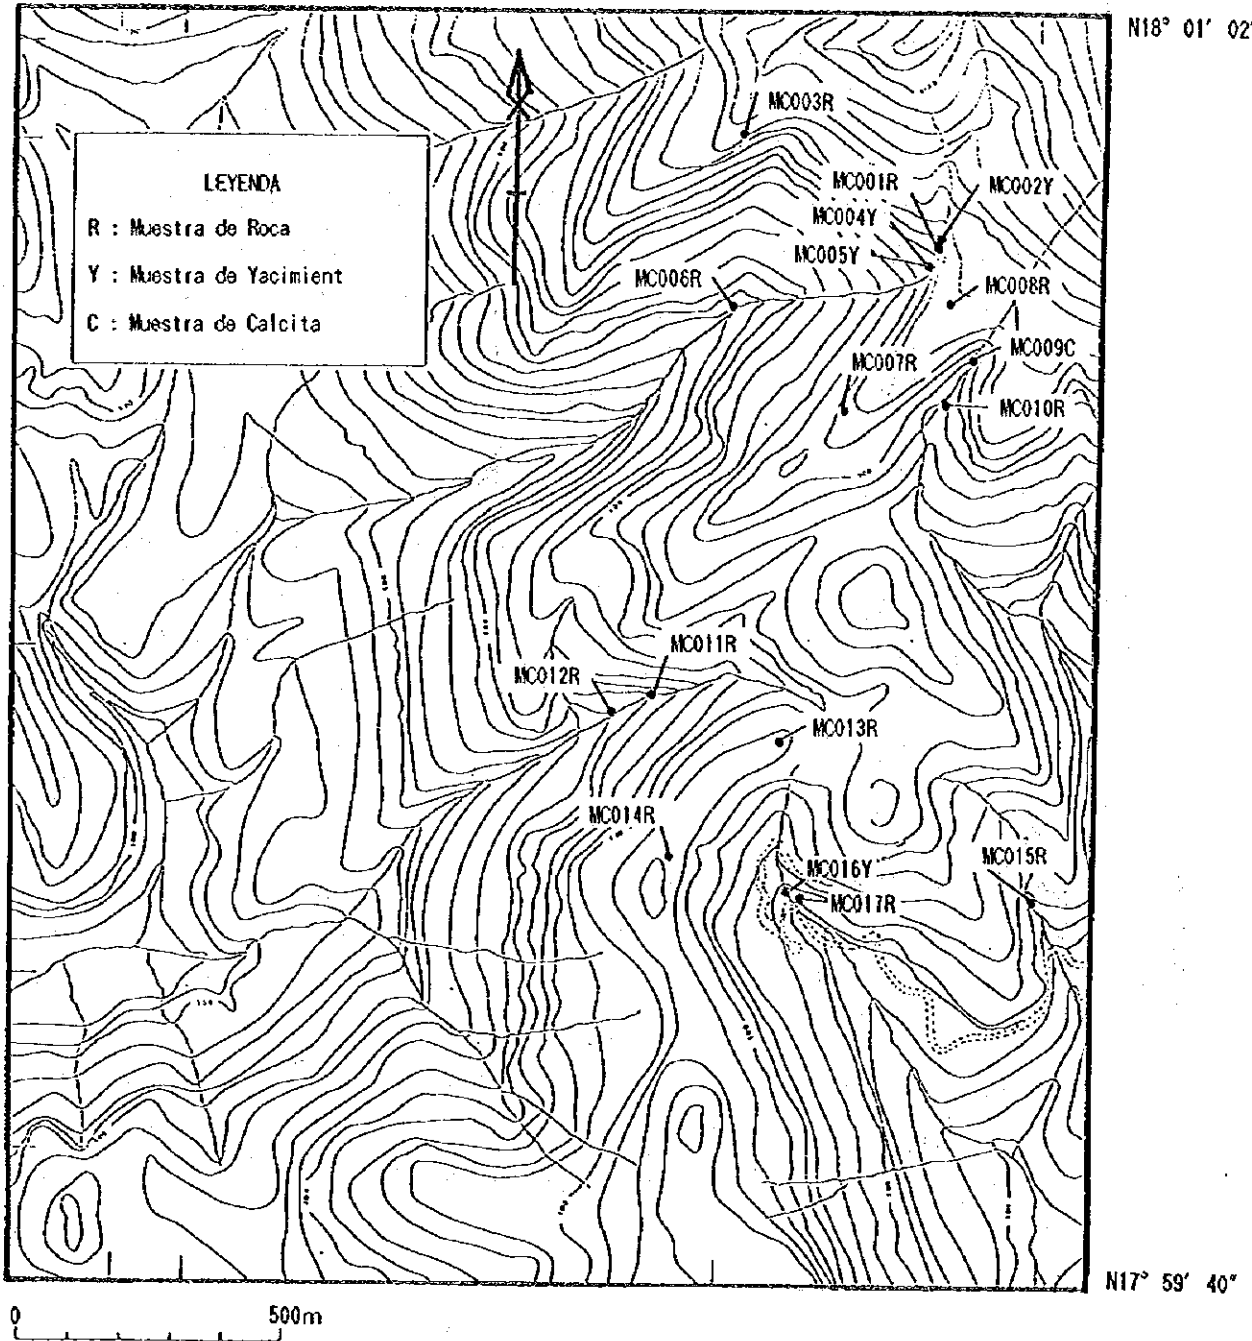 N18° 01′ 02″
MC003R
LEYENDA
R : Muestra de Roca
Y : Muestra de Yacimient
C : Muestra de Calcita
MC001R
MC002Y
MC004Y
MC005Y
MC006R
MC008R
MC007R
MC009C
MC010R
MC011R
MC012R
MC013R
MC014R
MC015R
MC016Y
MC017R
N17° 59′ 40″
0
500m